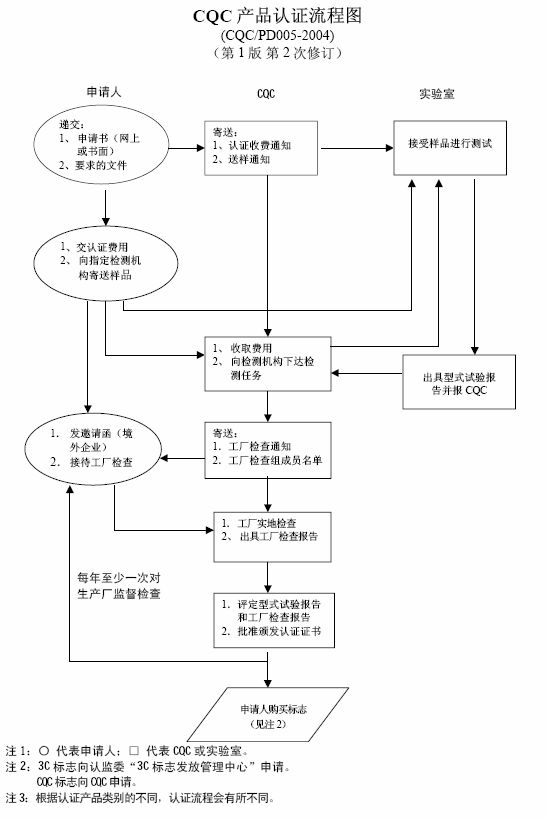 CQC 产品认证流程图
(CQC/PD005-2004)
（第 1 版 第 2 次修订）
申请人
CQC
实验室
递交：
1、 申请书（网上
或书面）
2、要求的文件
寄送：
1、认证收费通知
2、送样通知
接受样品进行测试
1、交认证费用
2、 向指定检测机
构寄送样品
1、 收取费用
2、 向检测机构下达检
测任务
出具型式试验报
告并报 CQC
1. 发邀请函（境
外企业）
2. 接待工厂检查
寄送：
1．工厂检查通知
2．工厂检查组成员名单
1．工厂实地检查
2、 出具工厂检查报告
每年至少一次对
生产厂监督检查
1．评定型式试验报告
和工厂检查报告
2．批准颁发认证证书
申请人购买标志
（见注 2）
注 1：○ 代表申请人；□ 代表 CQC 或实验室。
注 2：3C 标志向认监委“3C 标志发放管理中心”申请。
CQC 标志向 CQC 申请。
注 3：根据认证产品类别的不同，认证流程会有所不同。